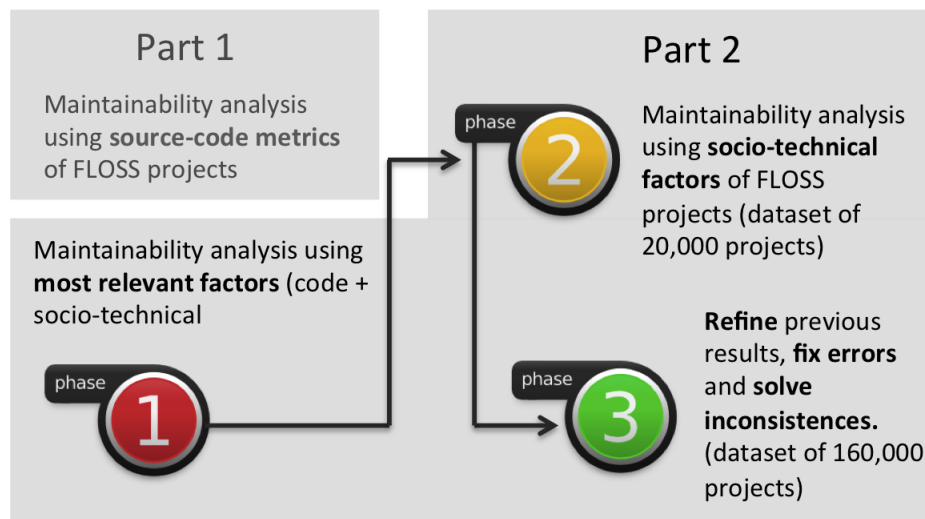 Part 1
Maintainability analysis
using source-code metrics
of FLOSS projects
Part 2
phase
2
Maintainability analysis
using socio-technical
factors of FLOSS
projects (dataset of
20,000 projects)
Maintainability analysis using
most relevant factors (code +
socio-technical
phase
1
phase
3
Refine previous
results, fix errors
and solve
inconsistences.
(dataset of 160,000
projects)